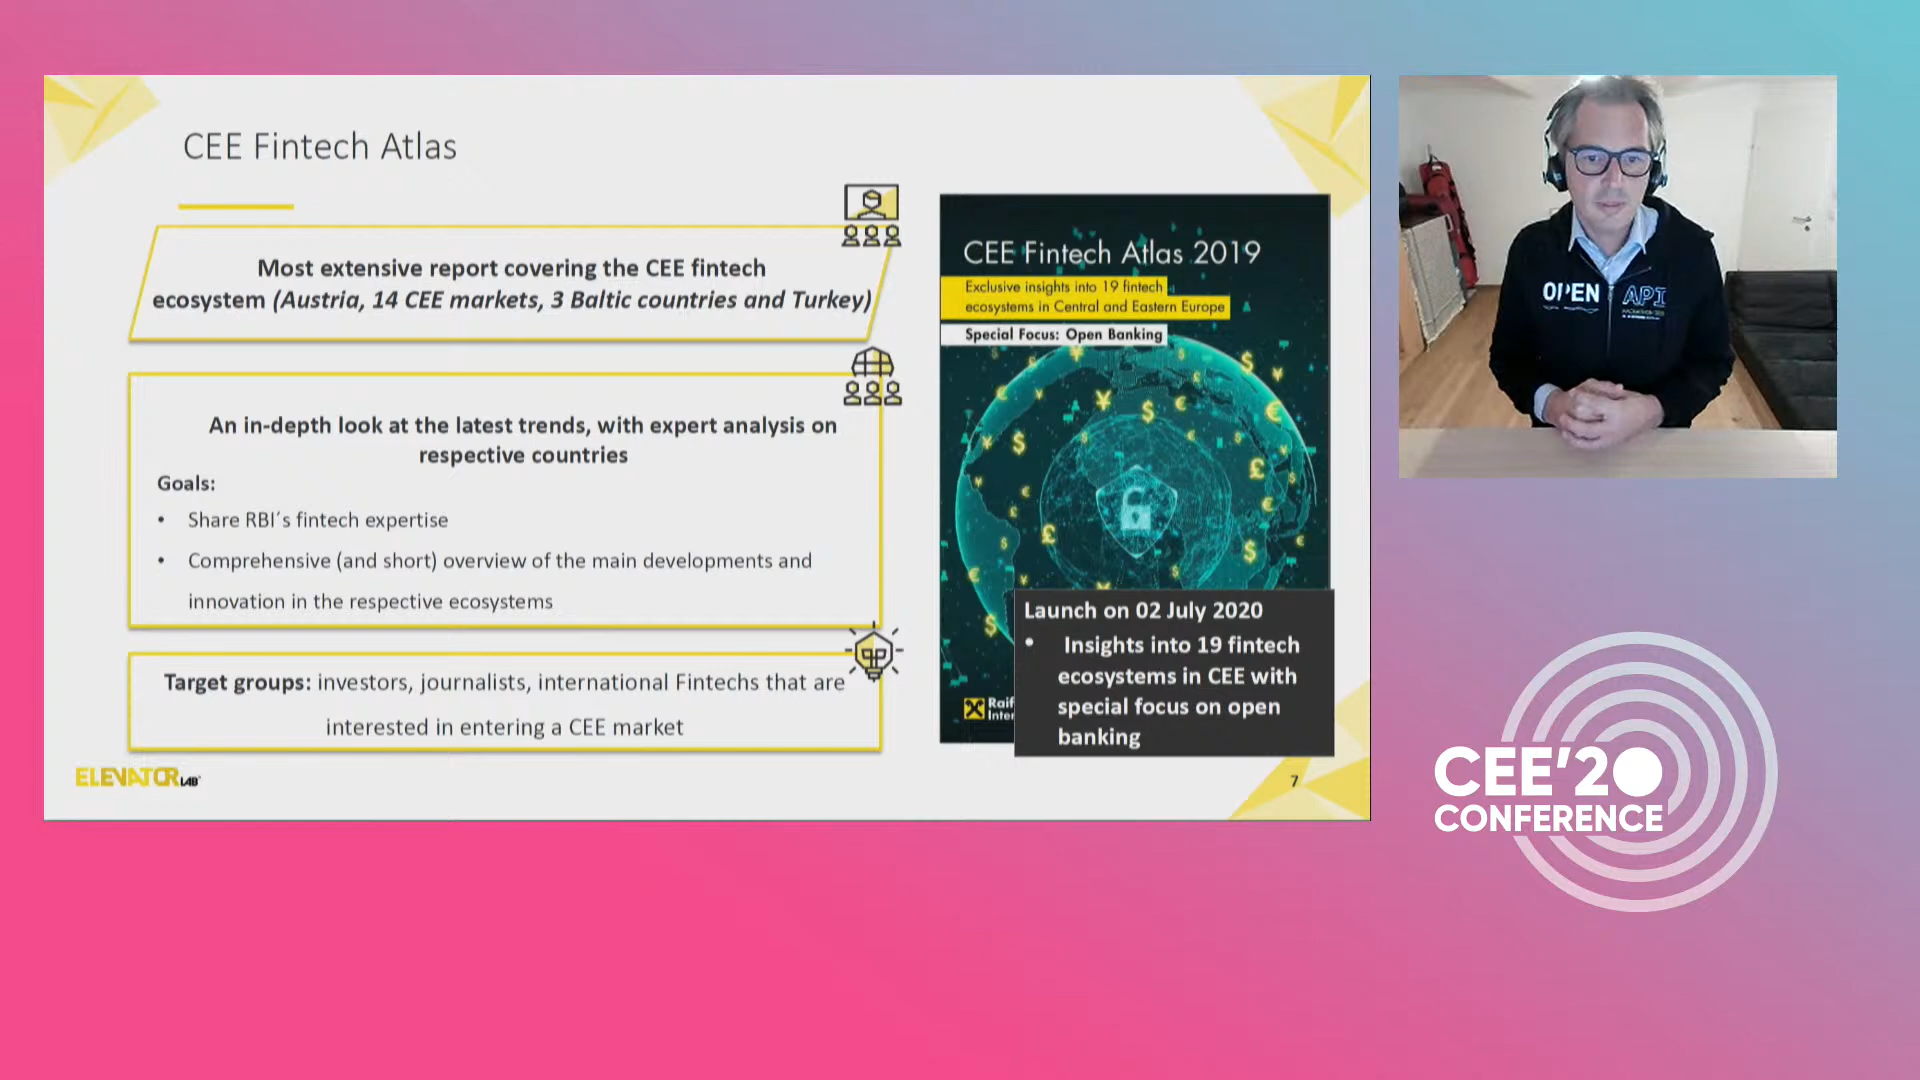 CEE Fintech Atlas
Most extensive report covering the CEE fintech
ecosystem (Austria, 14 CEE markets, 3 Baltic countries and Turkey)
An in-depth look at the latest trends, with expert analysis on
respective countries
Goals:
• Share RBI´s fintech expertise
• Comprehensive (and short) overview of the main developments and
innovation in the respective ecosystems
Target groups: investors, journalists, international Fintechs that are
interested in entering a CEE market
ELEVATOR LAB
CEE Fintech Atlas 2019
Exclusive insights into 19 fintech
ecosystems in Central and Eastern Europe
Special Focus: Open Banking
Raif
Inter
Launch on 02 July 2020
• Insights into 19 fintech
ecosystems in CEE with
special focus on open
banking
7
OPEN API
CEE'20
CONFERENCE